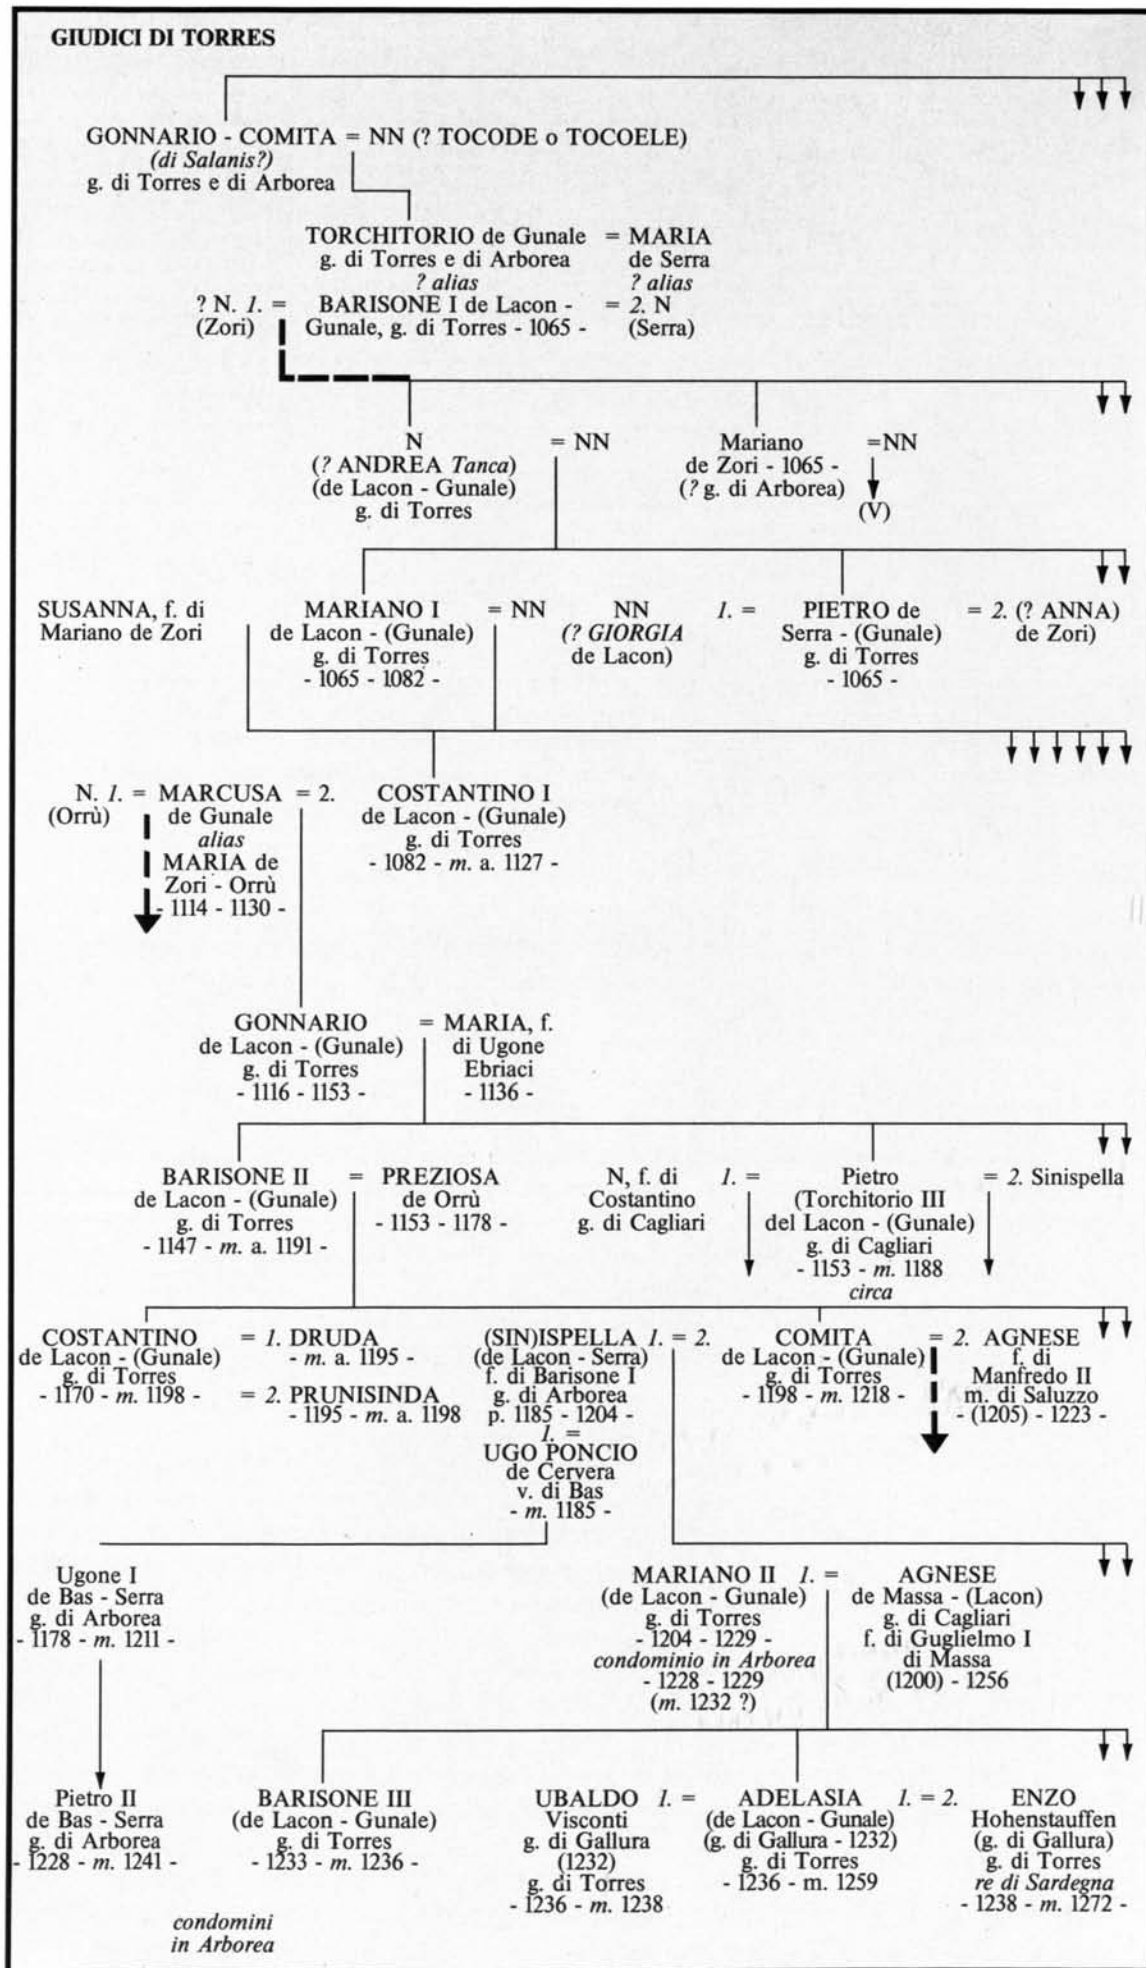 GIUDICI DI TORRES
GONNARIO - COMITA = NN (? TOCODE o TOCOELE)
(di Salanis?)
g. di Torres e di Arborea
TORCHITORIO de Gunale = MARIA
g. di Torres e di Arborea de Serra
? alias ? alias
? N. 1. = BARISONE I de Lacon - = 2. N
(Zori) Gunale, g. di Torres - 1065 - (Serra)
N = NN Mariano =NN
(? ANDREA Tanca) de Zori - 1065 -
(de Lacon - Gunale) (? g. di Arborea)
g. di Torres (V)
SUSANNA, f. di MARIANO I = NN NN 1. = PIETRO de = 2. (? ANNA)
Mariano de Zori de Lacon - (Gunale) (? GIORGIA Serra - (Gunale) de Zori)
g. di Torres de Lacon) g. di Torres
- 1065 - 1082 - - 1065 -
N. 1. = MARCUSA = 2. COSTANTINO I
(Orrù) de Gunale de Lacon - (Gunale)
alias g. di Torres
MARIA de - 1082 - m. a. 1127 -
Zori - Orrù
- 1114 - 1130 -
GONNARIO = MARIA, f.
de Lacon - (Gunale) di Ugone
g. di Torres Ebriaci
- 1116 - 1153 - - 1136 -
BARISONE II = PREZIOSA N, f. di 1. = Pietro = 2. Sinispella
de Lacon - (Gunale) de Orrù Costantino (Torchitorio III
g. di Torres - 1153 - 1178 - g. di Cagliari del Lacon - (Gunale)
- 1147 - m. a. 1191 - g. di Cagliari
- 1153 - m. 1188
circa
COSTANTINO = 1. DRUDA (SIN)ISPELLA 1. = 2. COMITA = 2. AGNESE
de Lacon - (Gunale) - m. a. 1195 - (de Lacon - Serra) de Lacon - (Gunale) f. di
g. di Torres f. di Barisone I g. di Torres Manfredo II
- 1170 - m. 1198 - = 2. PRUNISINDA g. di Arborea - 1198 - m. 1218 - m. di Saluzzo
- 1195 - m. a. 1198 p. 1185 - 1204 - - (1205) - 1223 -
1. =
UGO PONCIO
de Cervera
v. di Bas
- m. 1185 -
Ugone I MARIANO II 1. = AGNESE
de Bas - Serra (de Lacon - Gunale) de Massa - (Lacon)
g. di Arborea g. di Torres g. di Cagliari
- 1178 - m. 1211 - - 1204 - 1229 - f. di Guglielmo I
condominio in Arborea di Massa
- 1228 - 1229 (1200) - 1256
(m. 1232 ?)
Pietro II BARISONE III UBALDO 1. = ADELASIA 1. = 2. ENZO
de Bas - Serra (de Lacon - Gunale) Visconti (de Lacon - Gunale) Hohenstauffen
g. di Arborea g. di Torres g. di Gallura (g. di Gallura - 1232) (g. di Gallura)
- 1228 - m. 1241 - - 1233 - m. 1236 - (1232) g. di Torres g. di Torres
g. di Torres - 1236 - m. 1259 re di Sardegna
- 1236 - m. 1238 - 1238 - m. 1272 -
condomini
in Arborea